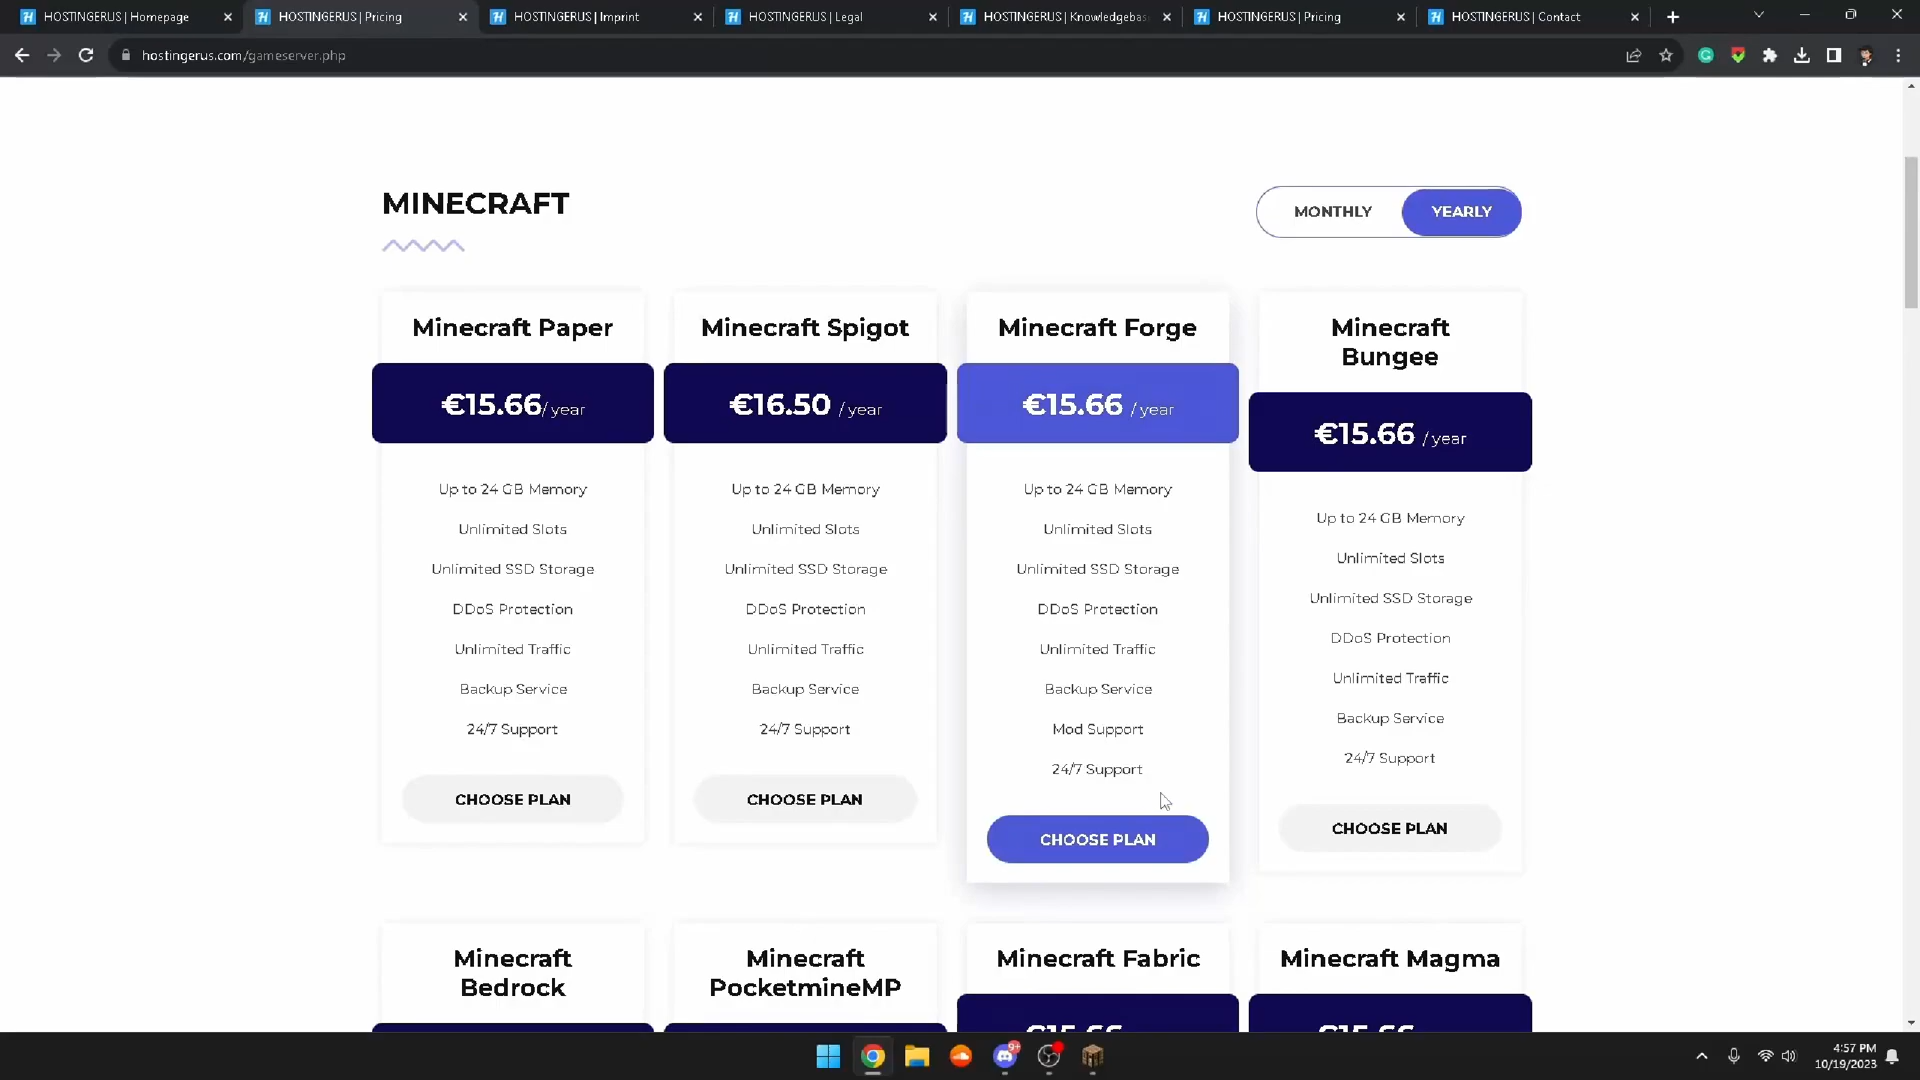 HOSTINGERUS | Homepage
HOSTINGERUS | Pricing
HOSTINGERUS | Imprint
HOSTINGERUS | Legal
HOSTINGERUS | Knowledgebas
HOSTINGERUS | Pricing
HOSTINGERUS | Contact
hostingerus.com/gameserver.php
MINECRAFT
MONTHLY
YEARLY
Minecraft Paper
€15.66/ year
Up to 24 GB Memory
Unlimited Slots
Unlimited SSD Storage
DDoS Protection
Unlimited Traffic
Backup Service
24/7 Support
CHOOSE PLAN
Minecraft Spigot
€16.50 / year
Up to 24 GB Memory
Unlimited Slots
Unlimited SSD Storage
DDoS Protection
Unlimited Traffic
Backup Service
24/7 Support
CHOOSE PLAN
Minecraft Forge
€15.66 / year
Up to 24 GB Memory
Unlimited Slots
Unlimited SSD Storage
DDoS Protection
Unlimited Traffic
Backup Service
Mod Support
24/7 Support
CHOOSE PLAN
Minecraft
Bungee
€15.66 / year
Up to 24 GB Memory
Unlimited Slots
Unlimited SSD Storage
DDoS Protection
Unlimited Traffic
Backup Service
24/7 Support
CHOOSE PLAN
Minecraft
Bedrock
Minecraft
PocketmineMP
Minecraft Fabric
€15.66
Minecraft Magma
€15.66
9+
4:57 PM
10/19/2023